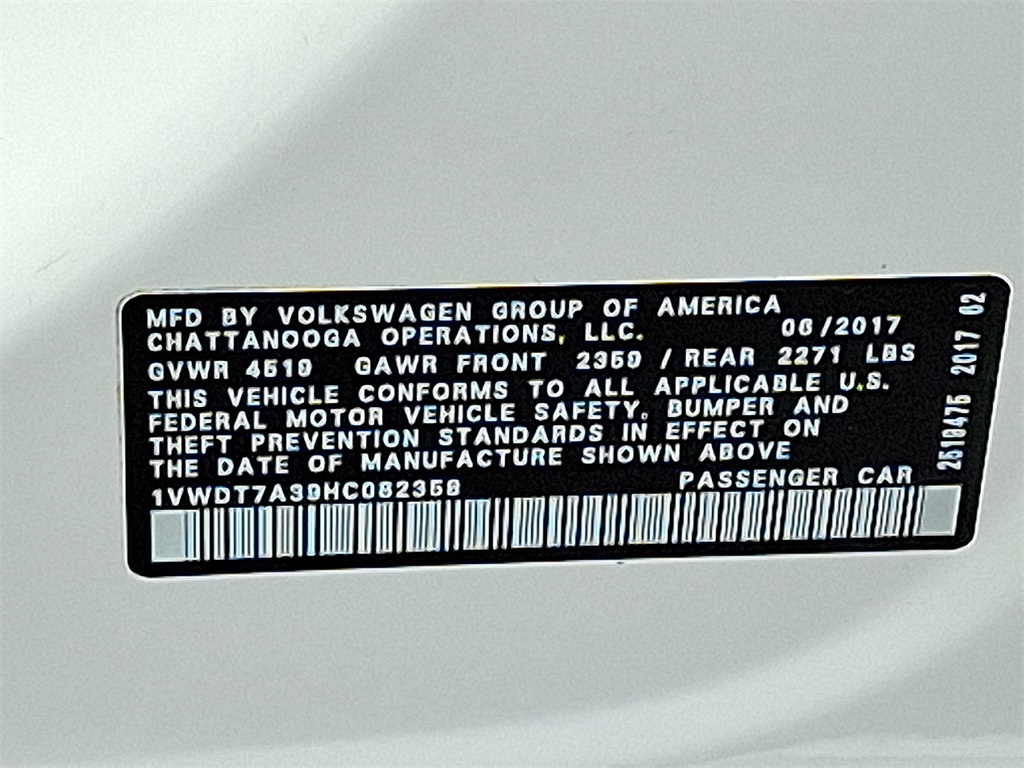 MFD BY VOLKSWAGEN GROUP OF AMERICA
CHATTANOOGA OPERATIONS, LLC. 06/2017
GVWR 4519 GAWR FRONT 2359 / REAR 2271 LBS
THIS VEHICLE CONFORMS TO ALL APPLICABLE U.S.
FEDERAL MOTOR VEHICLE SAFETY, BUMPER AND
THEFT PREVENTION STANDARDS IN EFFECT ON
THE DATE OF MANUFACTURE SHOWN ABOVE
1VWDT7A39HC082358 PASSENGER CAR
2518475 2017 02